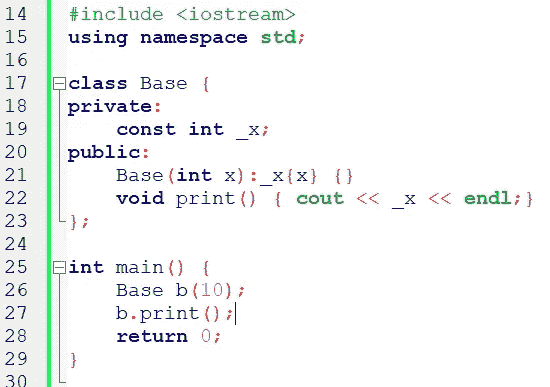 14 #include <iostream>
15 using namespace std;
16
17 class Base {
18 private:
19     const int _x;
20 public:
21     Base(int x):_x{x} {}
22     void print() { cout << _x << endl;}
23 };
24
25 int main() {
26     Base b(10);
27     b.print();
28     return 0;
29 }
30